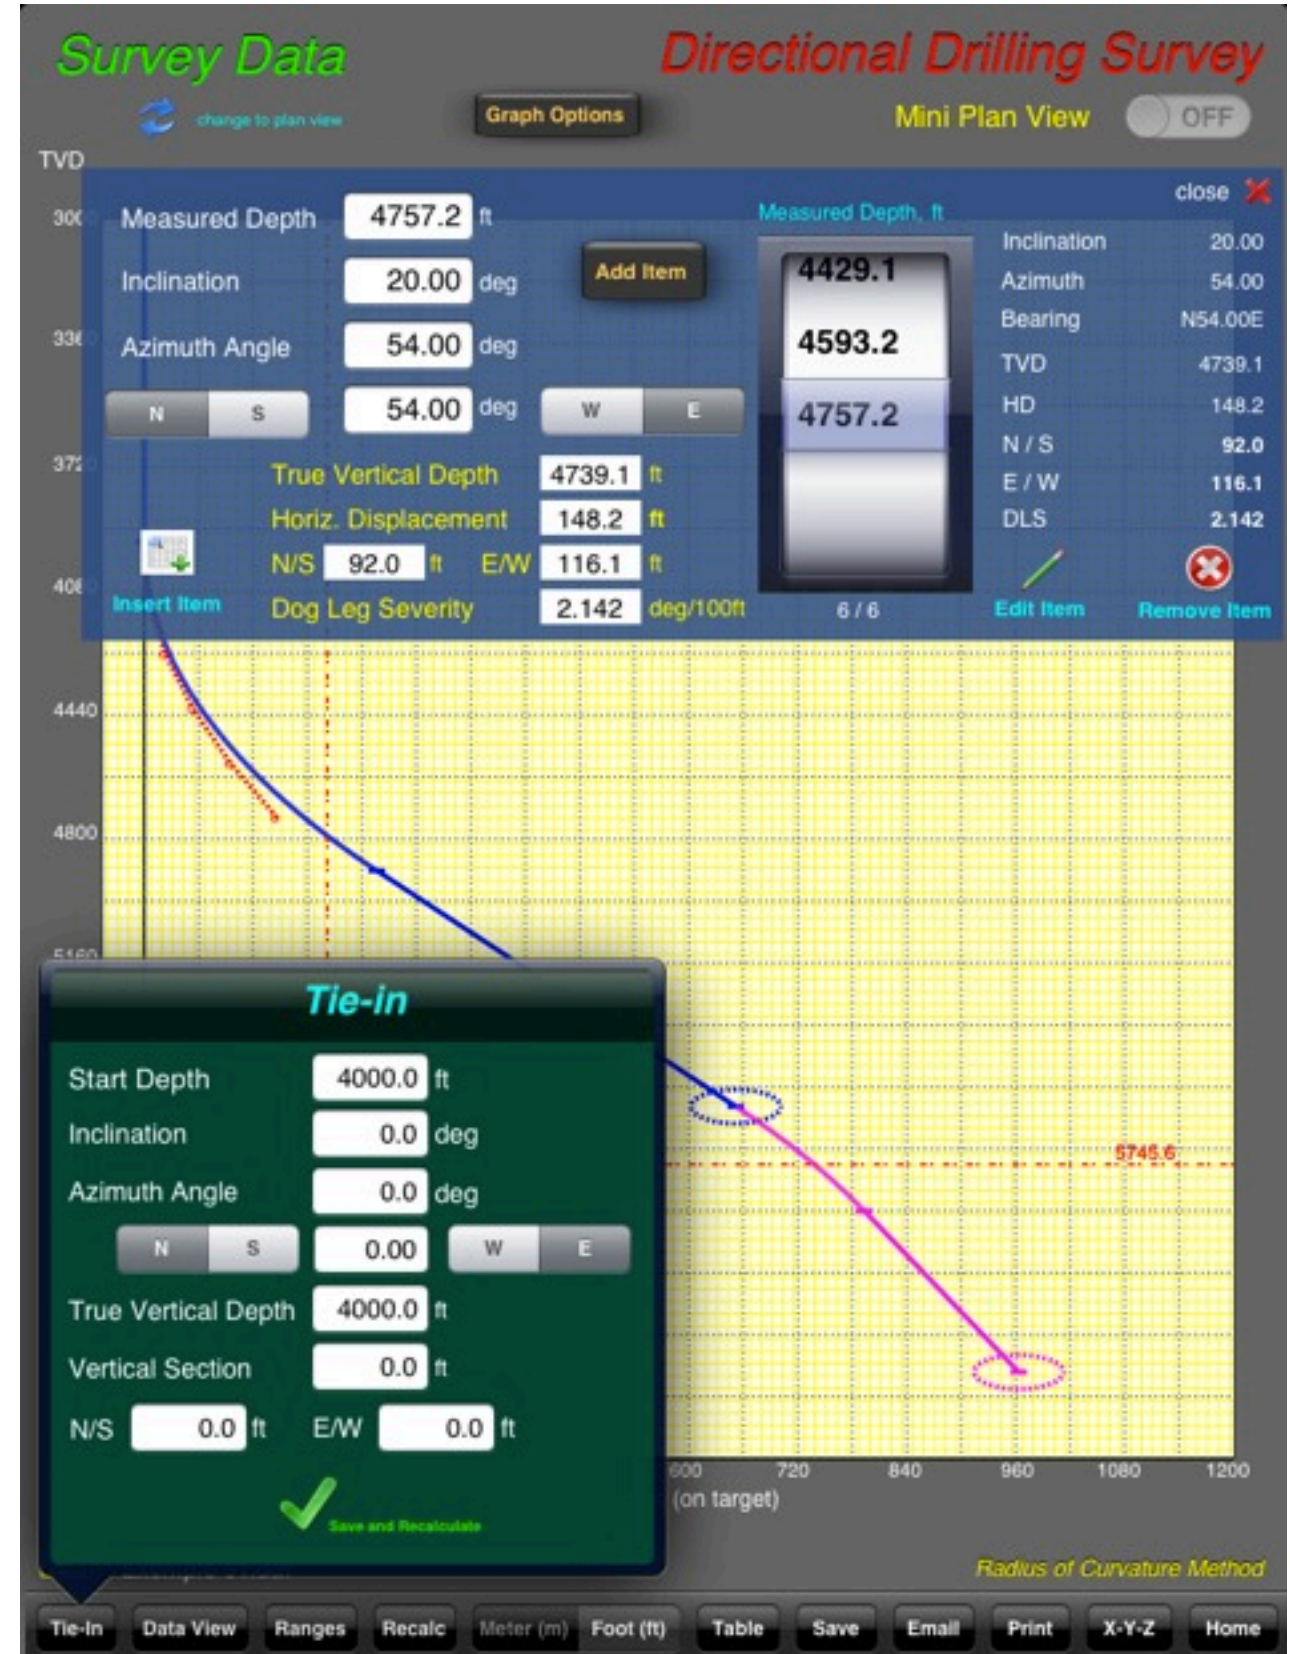 Survey Data
Directional Drilling Survey
change to plan view
Graph Options
Mini Plan View
OFF
TVD
close
Measured Depth 4757.2 ft
Measured Depth, ft
Inclination 20.00
Inclination 20.00 deg
Add Item
4429.1
Azimuth 54.00
Bearing N54.00E
3360
Azimuth Angle 54.00 deg
4593.2
TVD 4739.1
N S 54.00 deg W E
4757.2
HD 148.2
N / S 92.0
True Vertical Depth 4739.1 ft
E / W 116.1
Horiz. Displacement 148.2 ft
DLS 2.142
N/S 92.0 ft E/W 116.1 ft
Insert Item
Dog Leg Severity 2.142 deg/100ft
6 / 6
Edit Item
Remove Item
4440
4800
5160
Tie-in
Start Depth 4000.0 ft
Inclination 0.0 deg
5745.6
Azimuth Angle 0.0 deg
N S 0.00 W E
True Vertical Depth 4000.0 ft
Vertical Section 0.0 ft
N/S 0.0 ft E/W 0.0 ft
600 720 840 960 1080 1200
(on target)
Save and Recalculate
Radius of Curvature Method
Tie-In Data View Ranges Recalc Meter (m) Foot (ft) Table Save Email Print X-Y-Z Home